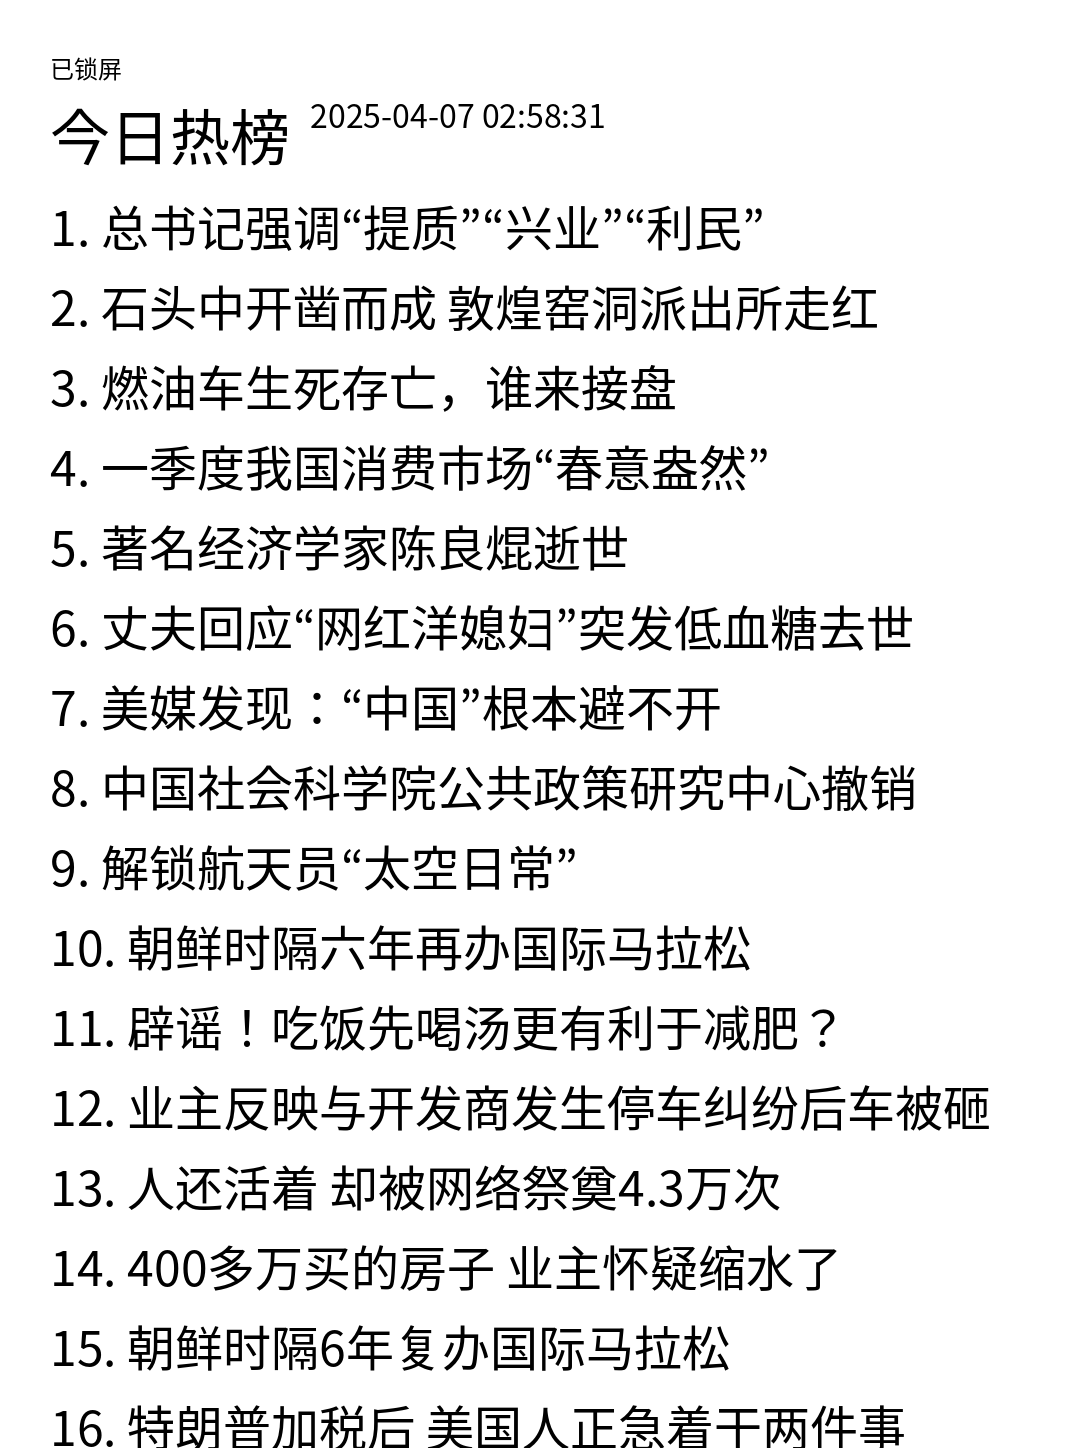 已锁屏
今日热榜 2025-04-07 02:58:31
1. 总书记强调“提质”“兴业”“利民”
2. 石头中开凿而成 敦煌窑洞派出所走红
3. 燃油车生死存亡，谁来接盘
4. 一季度我国消费市场“春意盎然”
5. 著名经济学家陈良焜逝世
6. 丈夫回应“网红洋媳妇”突发低血糖去世
7. 美媒发现：“中国”根本避不开
8. 中国社会科学院公共政策研究中心撤销
9. 解锁航天员“太空日常”
10. 朝鲜时隔六年再办国际马拉松
11. 辟谣！吃饭先喝汤更有利于减肥？
12. 业主反映与开发商发生停车纠纷后车被砸
13. 人还活着 却被网络祭奠4.3万次
14. 400多万买的房子 业主怀疑缩水了
15. 朝鲜时隔6年复办国际马拉松
16. 特朗普加税后 美国人正急着干两件事